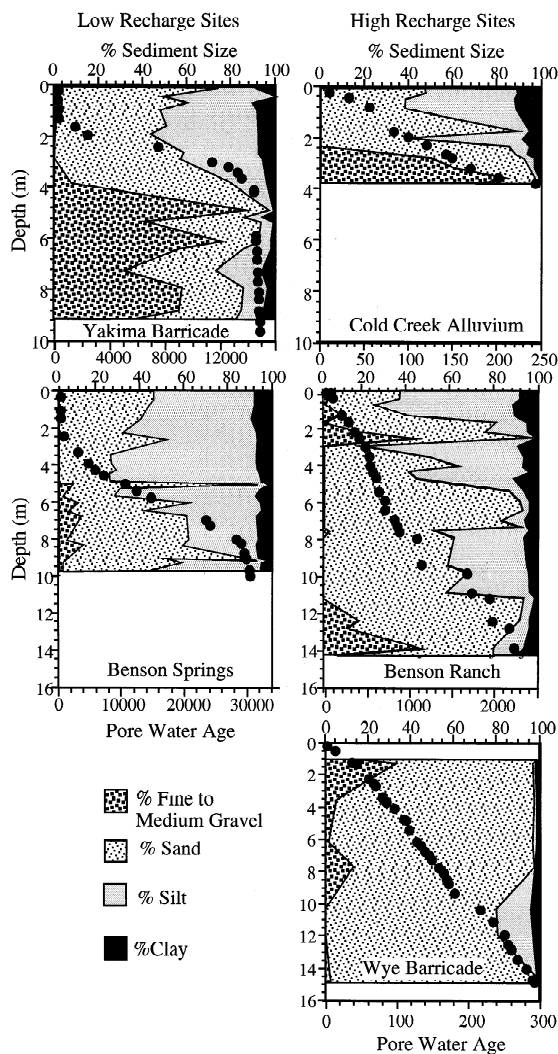 Low Recharge Sites
High Recharge Sites
% Sediment Size
% Sediment Size
0 20 40 60 80 100
0 20 40 60 80 100
Depth (m)
0
2
4
6
8
10
Yakima Barricade
0 4000 8000 12000
0
2
4
6
8
10
Cold Creek Alluvium
0 50 100 150 200 250
0 20 40 60 80 100
0 20 40 60 80 100
Depth (m)
0
2
4
6
8
10
12
14
16
Benson Springs
0 10000 20000 30000
Pore Water Age
0
2
4
6
8
10
12
14
16
Benson Ranch
0 1000 2000
0 20 40 60 80 100
0
2
4
6
8
10
12
14
16
Wye Barricade
0 100 200 300
Pore Water Age
% Fine to
Medium Gravel
% Sand
% Silt
%Clay